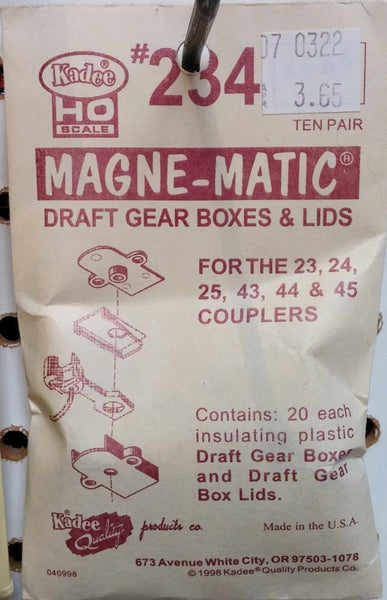 Kadee®
HO
SCALE
#234
07 0322
3.65
TEN PAIR
MAGNE-MATIC®
DRAFT GEAR BOXES & LIDS
FOR THE 23, 24,
25, 43, 44 & 45
COUPLERS
Contains: 20 each
insulating plastic
Draft Gear Boxes
and Draft Gear
Box Lids.
Kadee
Quality products co.
Made in the U.S.A.
673 Avenue White City, OR 97503-1078
040998
©1998 Kadee® Quality Products Co.